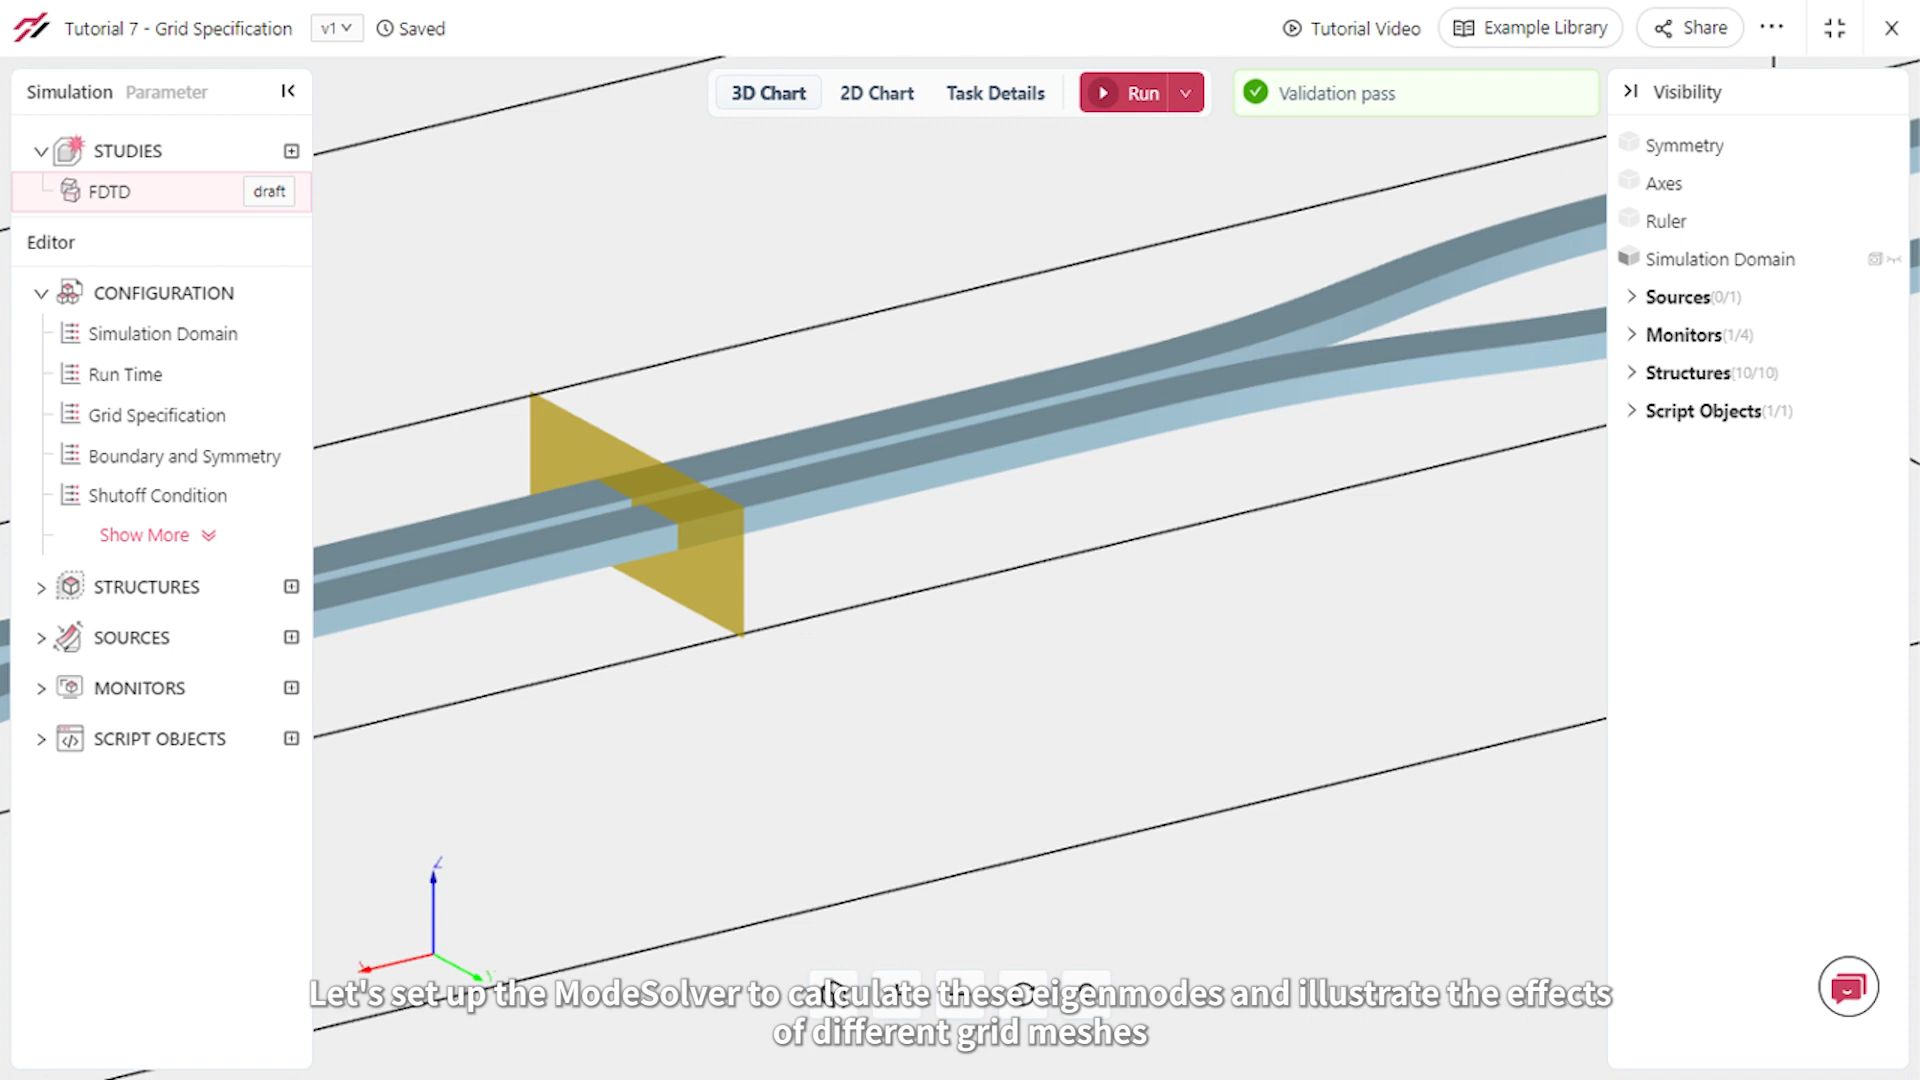 Tutorial 7 - Grid Specification
v1
Saved
Tutorial Video
Example Library
Share
Simulation Parameter
3D Chart
2D Chart
Task Details
Run
Validation pass
Visibility
STUDIES
FDTD
draft
Editor
CONFIGURATION
Simulation Domain
Run Time
Grid Specification
Boundary and Symmetry
Shutoff Condition
Show More
STRUCTURES
SOURCES
MONITORS
SCRIPT OBJECTS
Symmetry
Axes
Ruler
Simulation Domain
Sources(0/1)
Monitors(1/4)
Structures(10/10)
Script Objects(1/1)
Let's set up the ModeSolver to calculate these eigenmodes and illustrate the effects
of different grid meshes